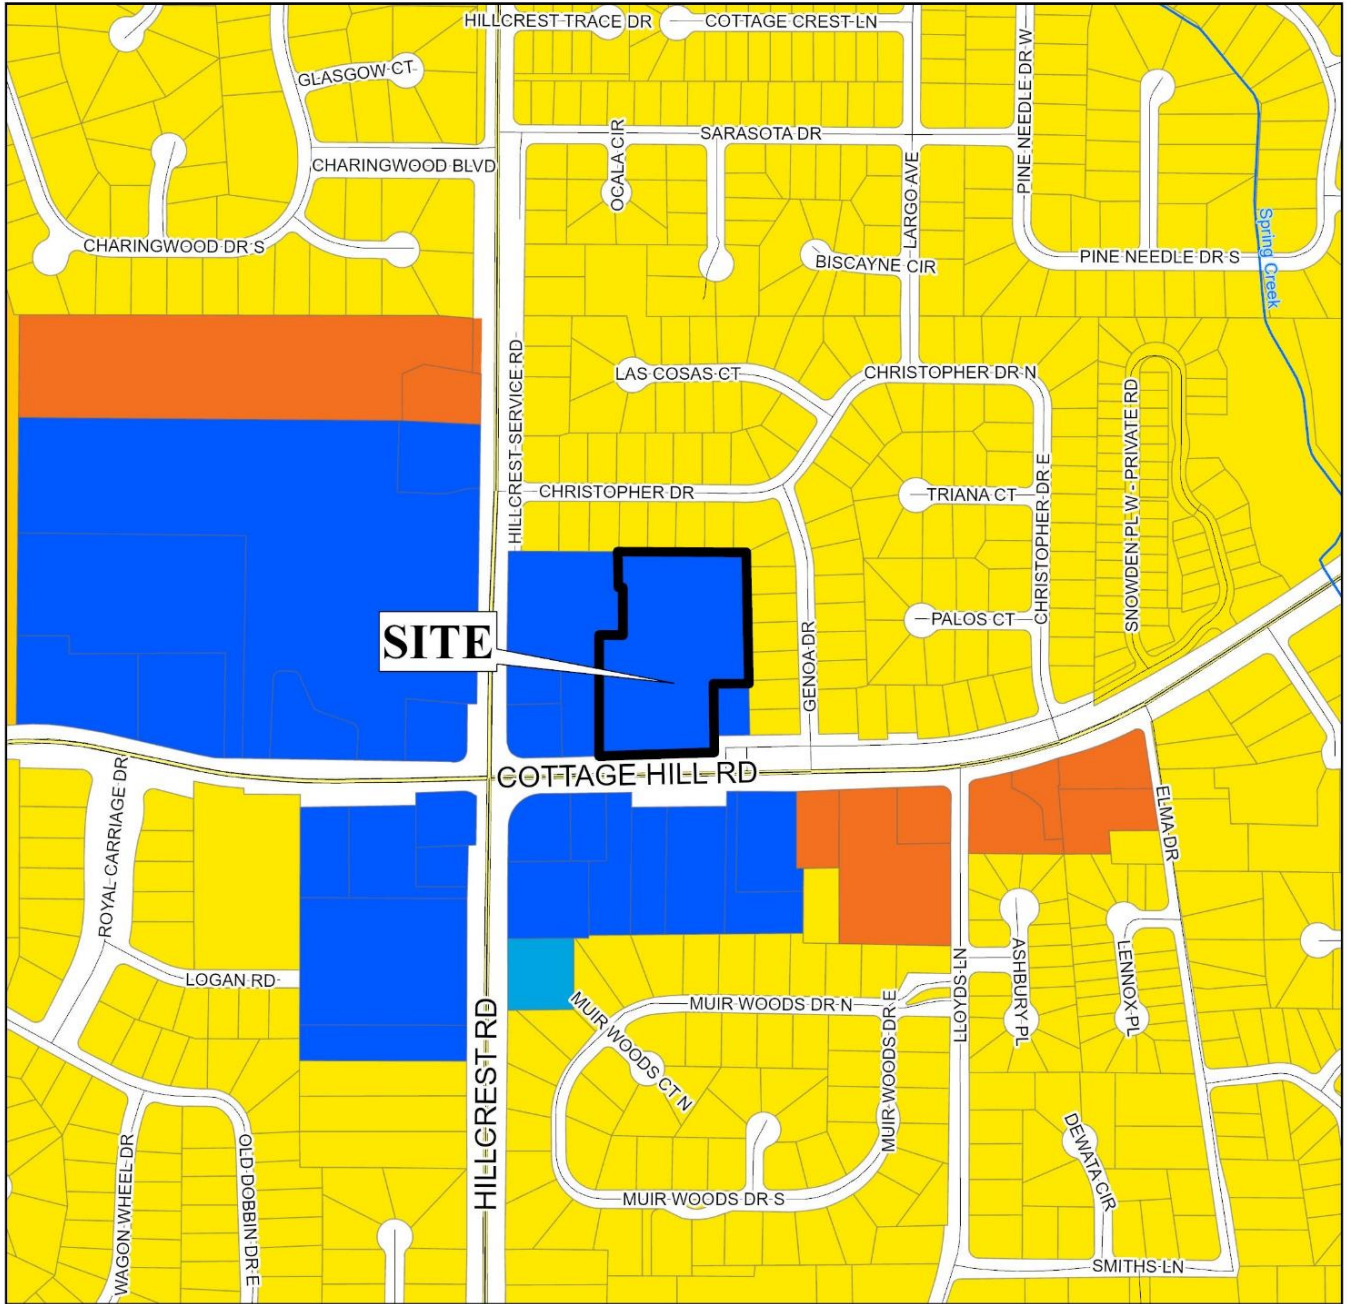 HILLCREST TRACE DR
COTTAGE CREST LN
GLASGOW CT
PINE NEEDLE DR W
OCALA CIR
SARASOTA DR
CHARINGWOOD BLVD
LARGO AVE
CHARINGWOOD DR S
BISCAYNE CIR
PINE NEEDLE DR S
Spring Creek
HILLCREST SERVICE RD
LAS COSAS CT
CHRISTOPHER DR N
SNOWDEN PL W - PRIVATE RD
CHRISTOPHER DR
TRIANA CT
CHRISTOPHER DR E
SITE
PALOS CT
GENOA DR
COTTAGE HILL RD
ROYAL CARRIAGE DR
ELMA DR
LOGAN RD
HILLCREST RD
MUIR WOODS DR N
MUIR WOODS CT N
MUIR WOODS DR E
LLOYDS LN
ASHBURY PL
LENNOX PL
WAGON WHEEL DR
OLD DOBBIN DR E
MUIR WOODS DR S
DEWATA CIR
SMITHS LN